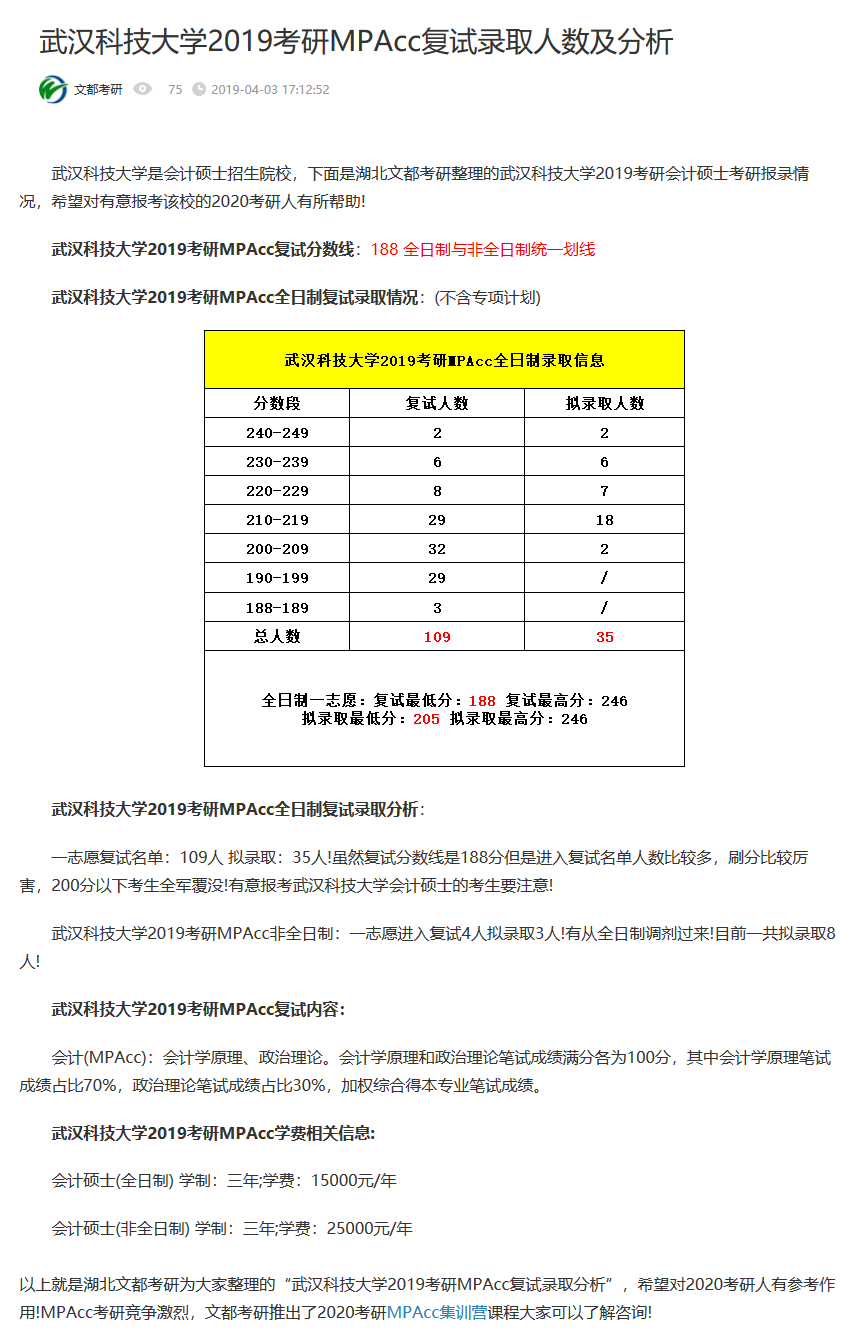 武汉科技大学2019考研MPAcc复试录取人数及分析
文都考研 75 2019-04-03 17:12:52
武汉科技大学是会计硕士招生院校，下面是湖北文都考研整理的武汉科技大学2019考研会计硕士考研报录情
况，希望对有意报考该校的2020考研人有所帮助!
武汉科技大学2019考研MPAcc复试分数线：188 全日制与非全日制统一划线
武汉科技大学2019考研MPAcc全日制复试录取情况：(不含专项计划)
武汉科技大学2019考研MPAcc全日制录取信息
分数段 复试人数 拟录取人数
240-249 2 2
230-239 6 6
220-229 8 7
210-219 29 18
200-209 32 2
190-199 29 /
188-189 3 /
总人数 109 35
全日制一志愿：复试最低分：188 复试最高分：246
拟录取最低分：205 拟录取最高分：246
武汉科技大学2019考研MPAcc全日制复试录取分析：
一志愿复试名单：109人 拟录取：35人!虽然复试分数线是188分但是进入复试名单人数比较多，刷分比较厉
害，200分以下考生全军覆没!有意报考武汉科技大学会计硕士的考生要注意!
武汉科技大学2019考研MPAcc非全日制：一志愿进入复试4人拟录取3人!有从全日制调剂过来!目前一共拟录取8
人!
武汉科技大学2019考研MPAcc复试内容：
会计(MPAcc)：会计学原理、政治理论。会计学原理和政治理论笔试成绩满分各为100分，其中会计学原理笔试
成绩占比70%，政治理论笔试成绩占比30%，加权综合得本专业笔试成绩。
武汉科技大学2019考研MPAcc学费相关信息:
会计硕士(全日制) 学制：三年;学费：15000元/年
会计硕士(非全日制) 学制：三年;学费：25000元/年
以上就是湖北文都考研为大家整理的“武汉科技大学2019考研MPAcc复试录取分析”，希望对2020考研人有参考作
用!MPAcc考研竞争激烈，文都考研推出了2020考研MPAcc集训营课程大家可以了解咨询!